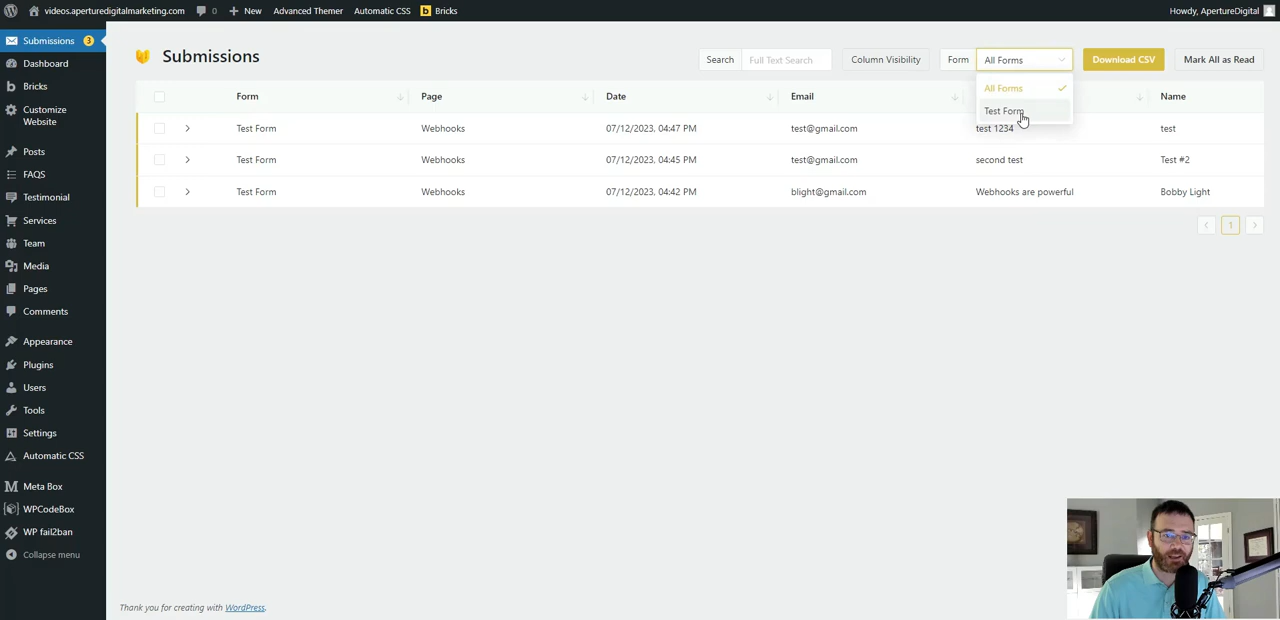 videos.aperturedigitalmarketing.com 0 New Advanced Themer Automatic CSS b Bricks Howdy, ApertureDigital
Submissions 3
Dashboard
Bricks
Customize
Website
Posts
FAQS
Testimonial
Services
Team
Media
Pages
Comments
Appearance
Plugins
Users
Tools
Settings
Automatic CSS
Meta Box
WPCodeBox
WP fail2ban
Collapse menu
Submissions
Search Full Text Search Column Visibility Form All Forms Download CSV Mark All as Read
All Forms
Test Form
Form Page Date Email Name
Test Form Webhooks 07/12/2023, 04:47 PM test@gmail.com test 1234 test
Test Form Webhooks 07/12/2023, 04:45 PM test@gmail.com second test Test #2
Test Form Webhooks 07/12/2023, 04:42 PM blight@gmail.com Webhooks are powerful Bobby Light
1
Thank you for creating with WordPress.